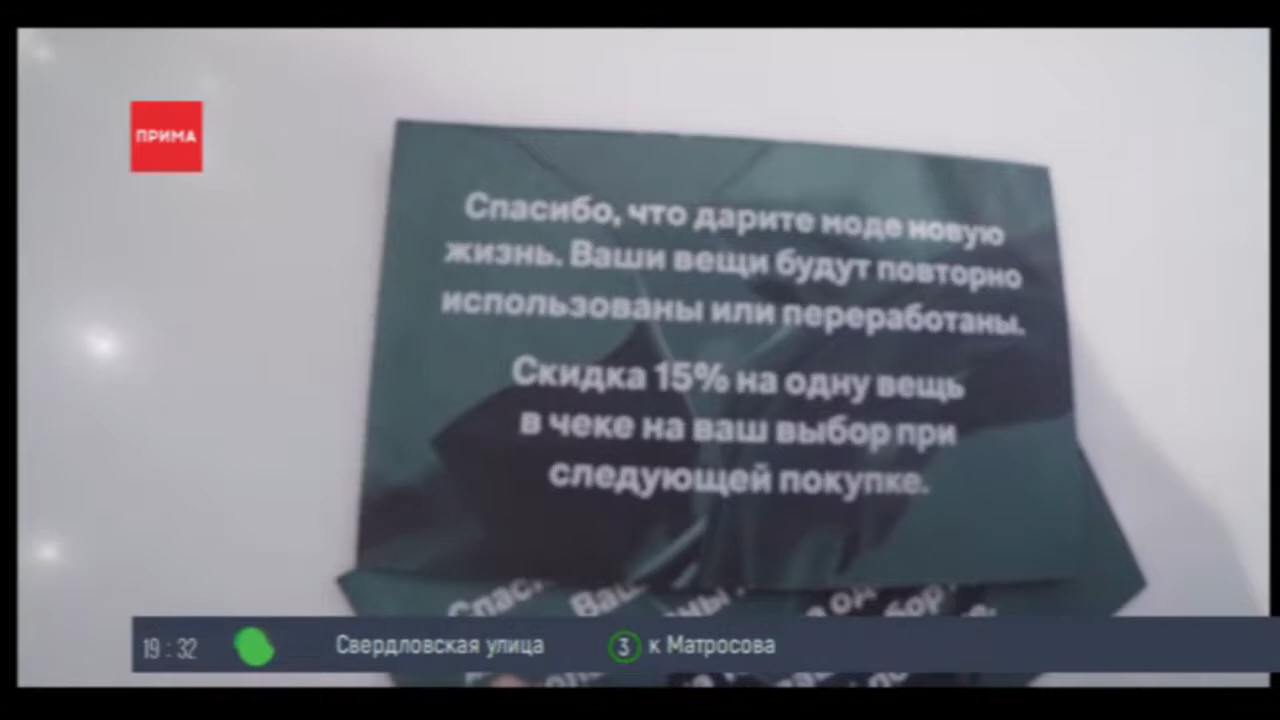 ПРИМА
Спасибо, что дарите моде новую
жизнь. Ваши вещи будут повторно
использованы или переработаны.
Скидка 15% на одну вещь
в чеке на ваш выбор при
следующей покупке.
19:32 Свердловская улица 3 к Матросова